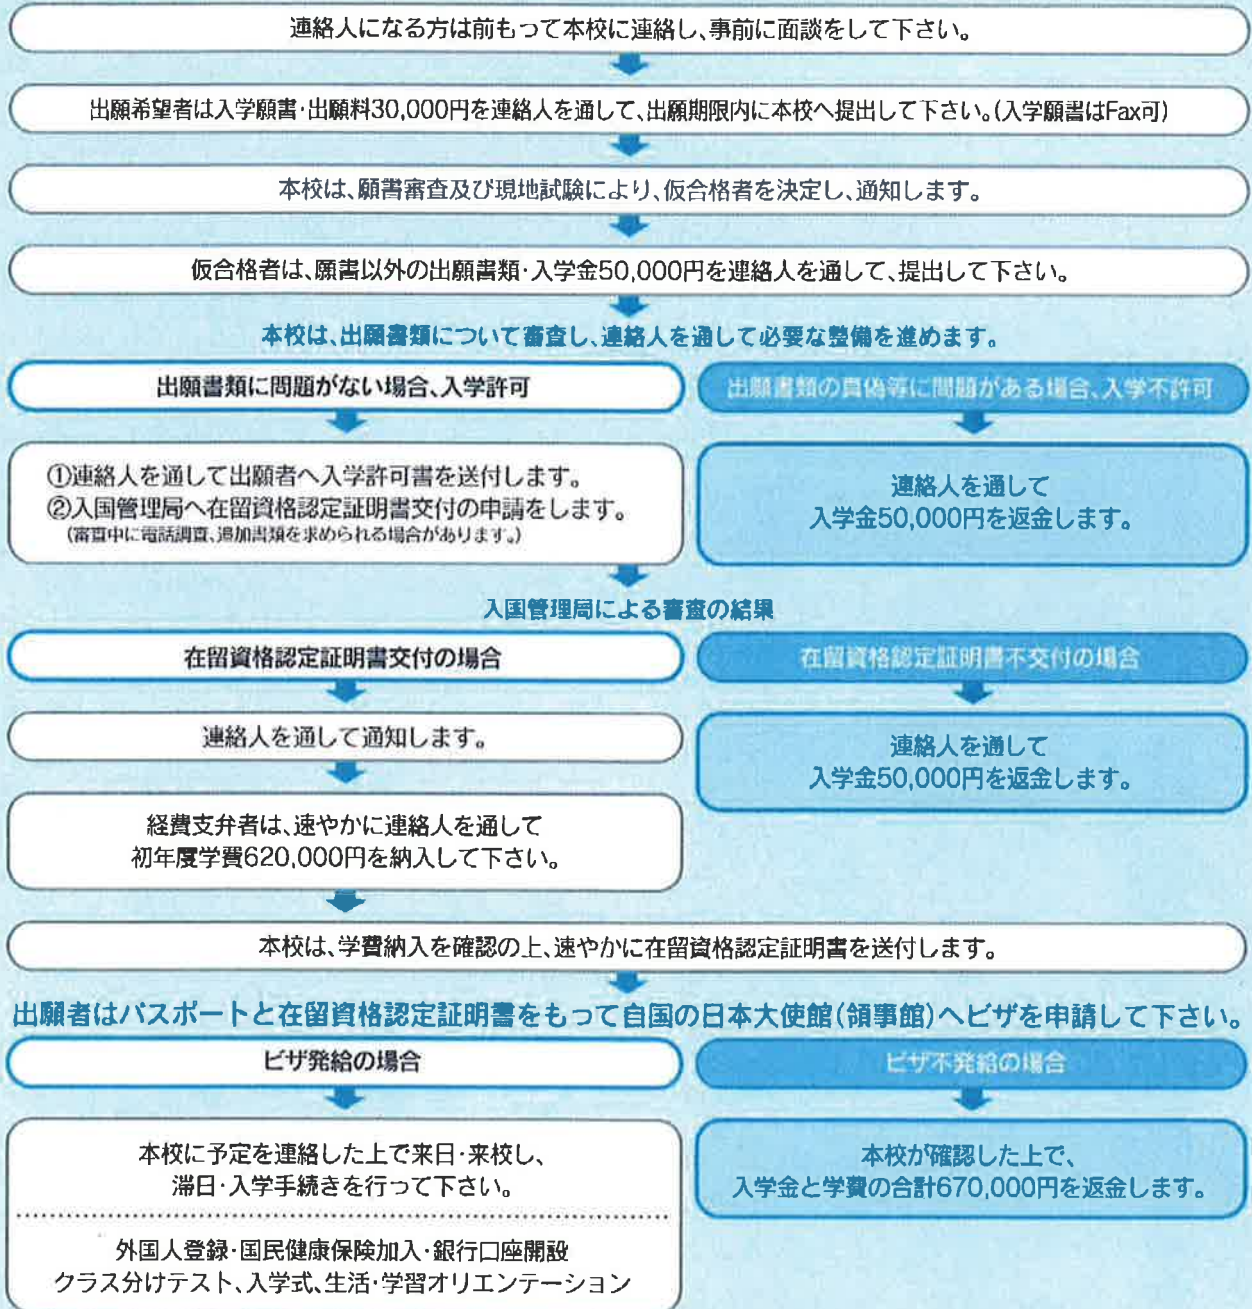 連絡人になる方は前もって本校に連絡し、事前に面談をして下さい。
出願希望者は入学願書·出願料30,000円を連絡人を通して、出願期限内に本校へ提出して下さい。(入学願書はFax可)
本校は、願書審査及び現地試験により、仮合格者を決定し、通知します。
仮合格者は、願書以外の出願書類·入学金50,000円を連絡人を通して、提出して下さい。
本校は、出願書類について審査し、連絡人を通して必要な整備を進めます。
出願書類に問題がない場合、入学許可
出願書類の真偽等に問題がある場合、入学不許可
①連絡人を通して出願者へ入学許可書を送付します。
②入国管理局へ在留資格認定証明書交付の申請をします。
(審査中に電話調査、追加書類を求められる場合があります。)
連絡人を通して
入学金50,000円を返金します。
入国管理局による審査の結果
在留資格認定証明書交付の場合
在留資格認定証明書不交付の場合
連絡人を通して通知します。
連絡人を通して
入学金50,000円を返金します。
経費支弁者は、速やかに連絡人を通して
初年度学費620,000円を納入して下さい。
本校は、学費納入を確認の上、速やかに在留資格認定証明書を送付します。
出願者はパスポートと在留資格認定証明書をもって自国の日本大使館(領事館)へビザを申請して下さい。
ビザ発給の場合
ビザ不発給の場合
本校に予定を連絡した上で来日·来校し、
滞日·入学手続きを行って下さい。
本校が確認した上で、
入学金と学費の合計670,000円を返金します。
外国人登録·国民健康保険加入·銀行口座開設
クラス分けテスト、入学式、生活·学習オリエンテーション